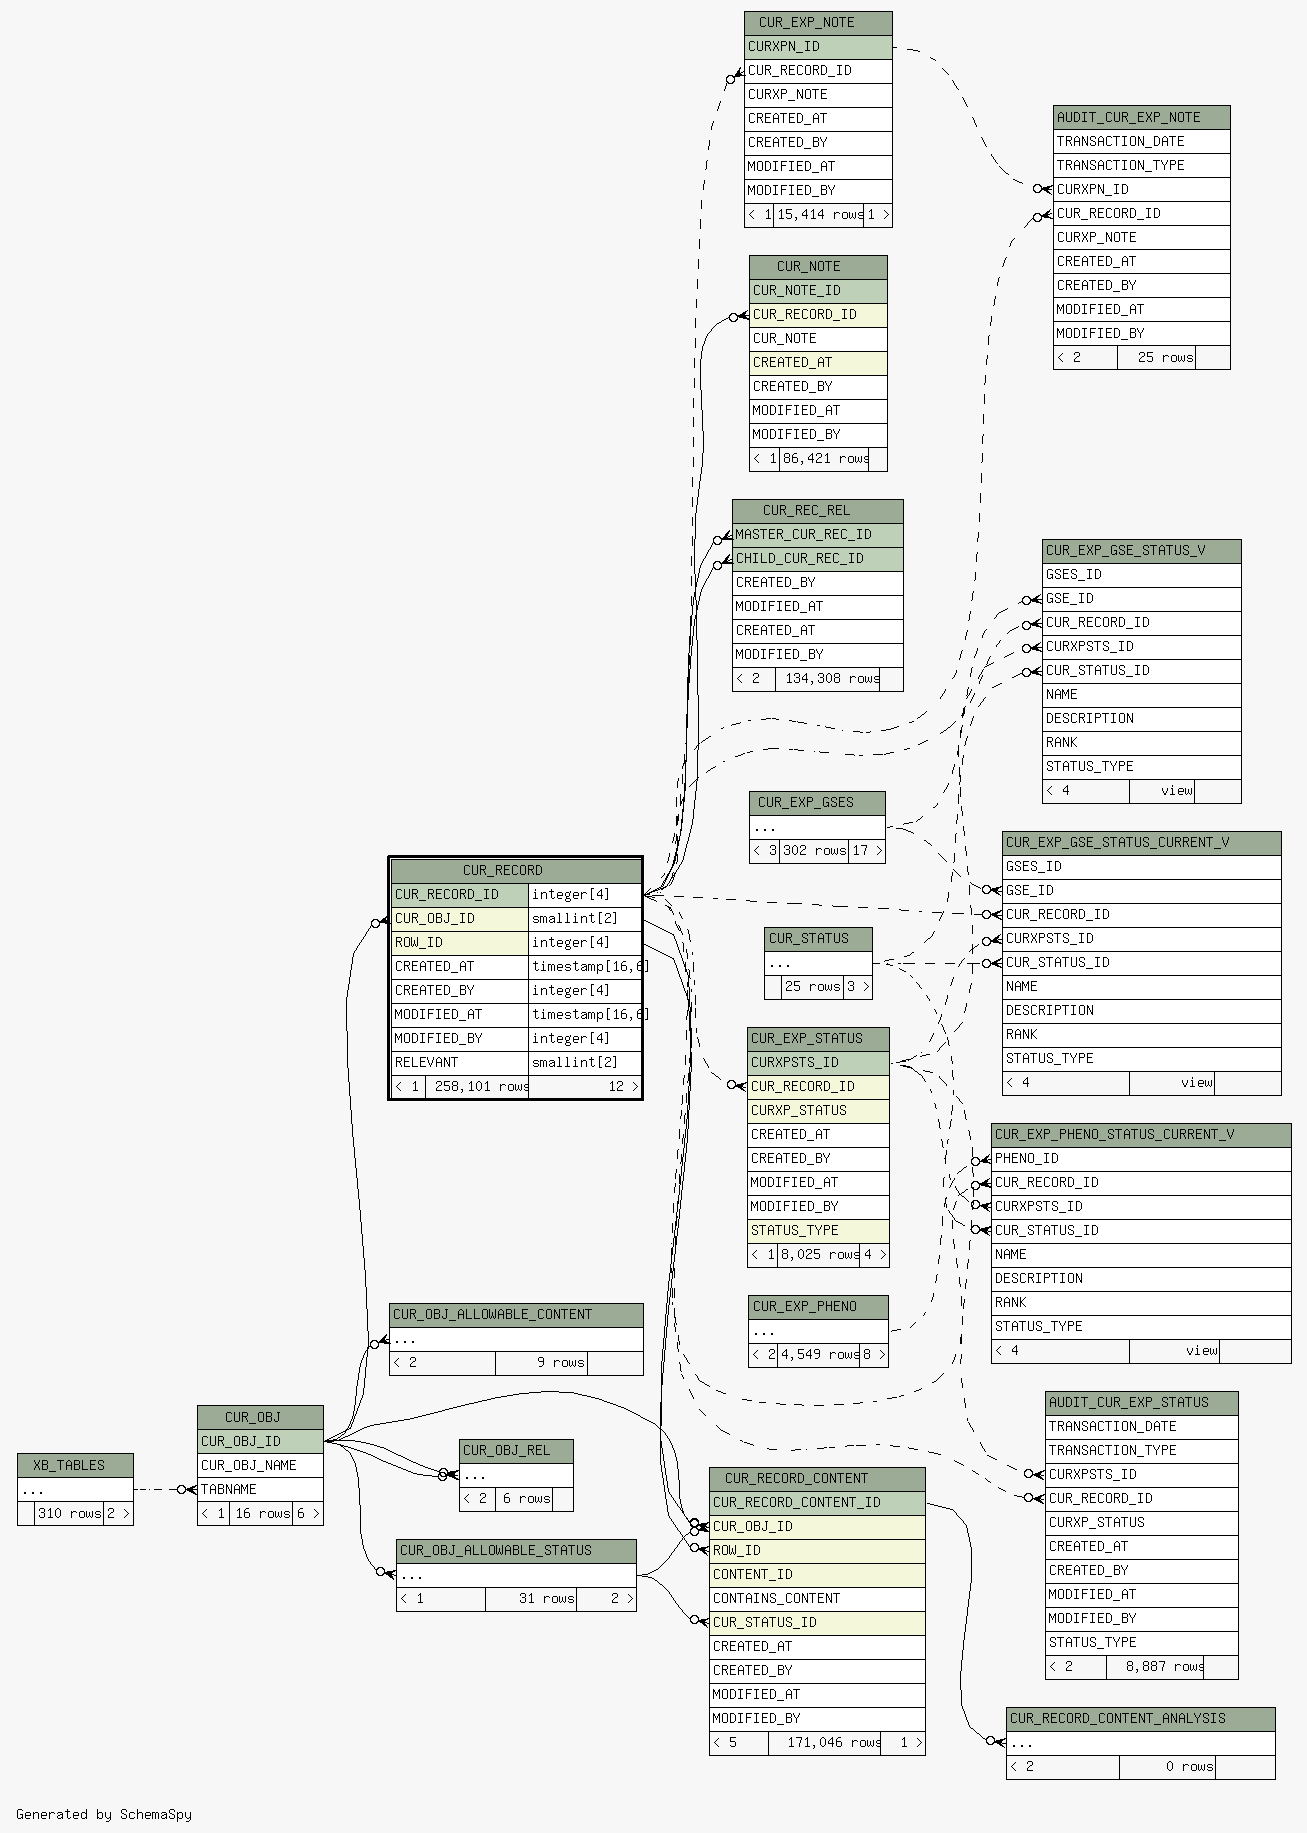 CUR_EXP_NOTE
CURXPN_ID
CUR_RECORD_ID
CURXP_NOTE
CREATED_AT
CREATED_BY
MODIFIED_AT
MODIFIED_BY
< 1 15,414 rows 1 >
AUDIT_CUR_EXP_NOTE
TRANSACTION_DATE
TRANSACTION_TYPE
CURXPN_ID
CUR_RECORD_ID
CURXP_NOTE
CREATED_AT
CREATED_BY
MODIFIED_AT
MODIFIED_BY
< 2 25 rows
CUR_NOTE
CUR_NOTE_ID
CUR_RECORD_ID
CUR_NOTE
CREATED_AT
CREATED_BY
MODIFIED_AT
MODIFIED_BY
< 1 86,421 rows
CUR_REC_REL
MASTER_CUR_REC_ID
CHILD_CUR_REC_ID
CREATED_BY
MODIFIED_AT
CREATED_AT
MODIFIED_BY
< 2 134,308 rows
CUR_EXP_GSE_STATUS_V
GSES_ID
GSE_ID
CUR_RECORD_ID
CURXPSTS_ID
CUR_STATUS_ID
NAME
DESCRIPTION
RANK
STATUS_TYPE
< 4 view
CUR_EXP_GSES
...
< 3 302 rows 17 >
CUR_EXP_GSE_STATUS_CURRENT_V
GSES_ID
GSE_ID
CUR_RECORD_ID
CURXPSTS_ID
CUR_STATUS_ID
NAME
DESCRIPTION
RANK
STATUS_TYPE
< 4 view
CUR_RECORD
CUR_RECORD_ID integer[4]
CUR_OBJ_ID smallint[2]
ROW_ID integer[4]
CREATED_AT timestamp[16,6]
CREATED_BY integer[4]
MODIFIED_AT timestamp[16,6]
MODIFIED_BY integer[4]
RELEVANT smallint[2]
< 1 258,101 rows 12 >
CUR_STATUS
...
25 rows 3 >
CUR_EXP_STATUS
CURXPSTS_ID
CUR_RECORD_ID
CURXP_STATUS
CREATED_AT
CREATED_BY
MODIFIED_AT
MODIFIED_BY
STATUS_TYPE
< 1 8,025 rows 4 >
CUR_EXP_PHENO_STATUS_CURRENT_V
PHENO_ID
CUR_RECORD_ID
CURXPSTS_ID
CUR_STATUS_ID
NAME
DESCRIPTION
RANK
STATUS_TYPE
< 4 view
CUR_EXP_PHENO
...
< 2 4,549 rows 8 >
CUR_OBJ_ALLOWABLE_CONTENT
...
< 2 9 rows
AUDIT_CUR_EXP_STATUS
TRANSACTION_DATE
TRANSACTION_TYPE
CURXPSTS_ID
CUR_RECORD_ID
CURXP_STATUS
CREATED_AT
CREATED_BY
MODIFIED_AT
MODIFIED_BY
STATUS_TYPE
< 2 8,887 rows
XB_TABLES
...
310 rows 2 >
CUR_OBJ
CUR_OBJ_ID
CUR_OBJ_NAME
TABNAME
< 1 16 rows 6 >
CUR_OBJ_REL
...
< 2 6 rows
CUR_OBJ_ALLOWABLE_STATUS
...
< 1 31 rows 2 >
CUR_RECORD_CONTENT
CUR_RECORD_CONTENT_ID
CUR_OBJ_ID
ROW_ID
CONTENT_ID
CONTAINS_CONTENT
CUR_STATUS_ID
CREATED_AT
CREATED_BY
MODIFIED_AT
MODIFIED_BY
< 5 171,046 rows 1 >
CUR_RECORD_CONTENT_ANALYSIS
...
< 2 0 rows
Generated by SchemaSpy